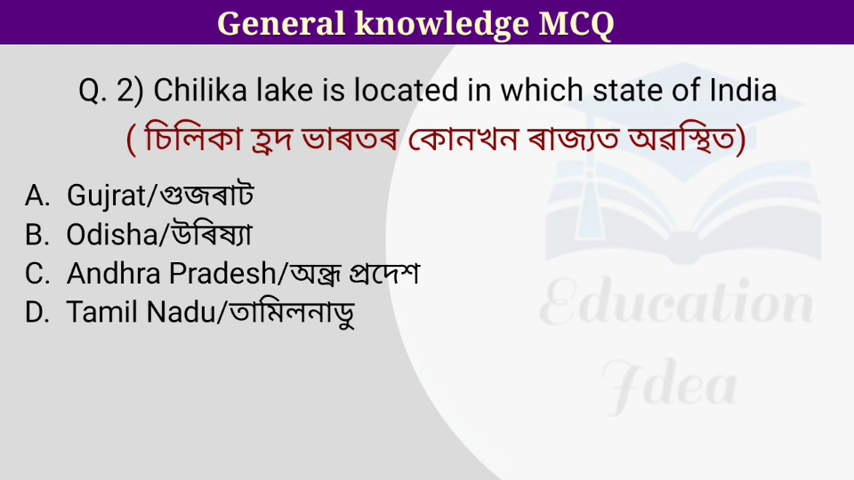 General knowledge MCQ
Q. 2) Chilika lake is located in which state of India
( চিলিকা হ্ৰদ ভাৰতৰ কোনখন ৰাজ্যত অৱস্থিত)
A. Gujrat/গুজৰাট
B. Odisha/উৰিষ্যা
C. Andhra Pradesh/অন্ধ্ৰ প্ৰদেশ
D. Tamil Nadu/তামিলনাডু
Education
Idea